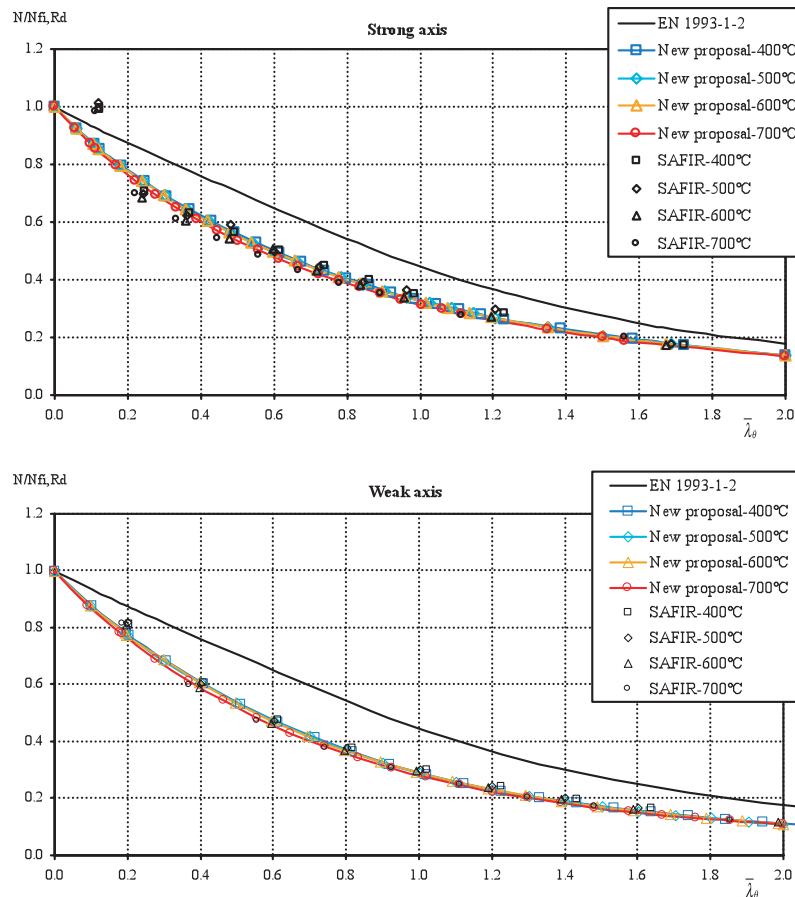 N/Nfi,Rd
Strong axis
1.2
1.0
0.8
0.6
0.4
0.2
0.0
0.0 0.2 0.4 0.6 0.8 1.0 1.2 1.4 1.6 1.8 2.0
λ̄θ
EN 1993-1-2
New proposal-400°C
New proposal-500°C
New proposal-600°C
New proposal-700°C
SAFIR-400°C
SAFIR-500°C
SAFIR-600°C
SAFIR-700°C
N/Nfi,Rd
Weak axis
1.2
1.0
0.8
0.6
0.4
0.2
0.0
0.0 0.2 0.4 0.6 0.8 1.0 1.2 1.4 1.6 1.8 2.0
λ̄θ
EN 1993-1-2
New proposal-400°C
New proposal-500°C
New proposal-600°C
New proposal-700°C
SAFIR-400°C
SAFIR-500°C
SAFIR-600°C
SAFIR-700°C